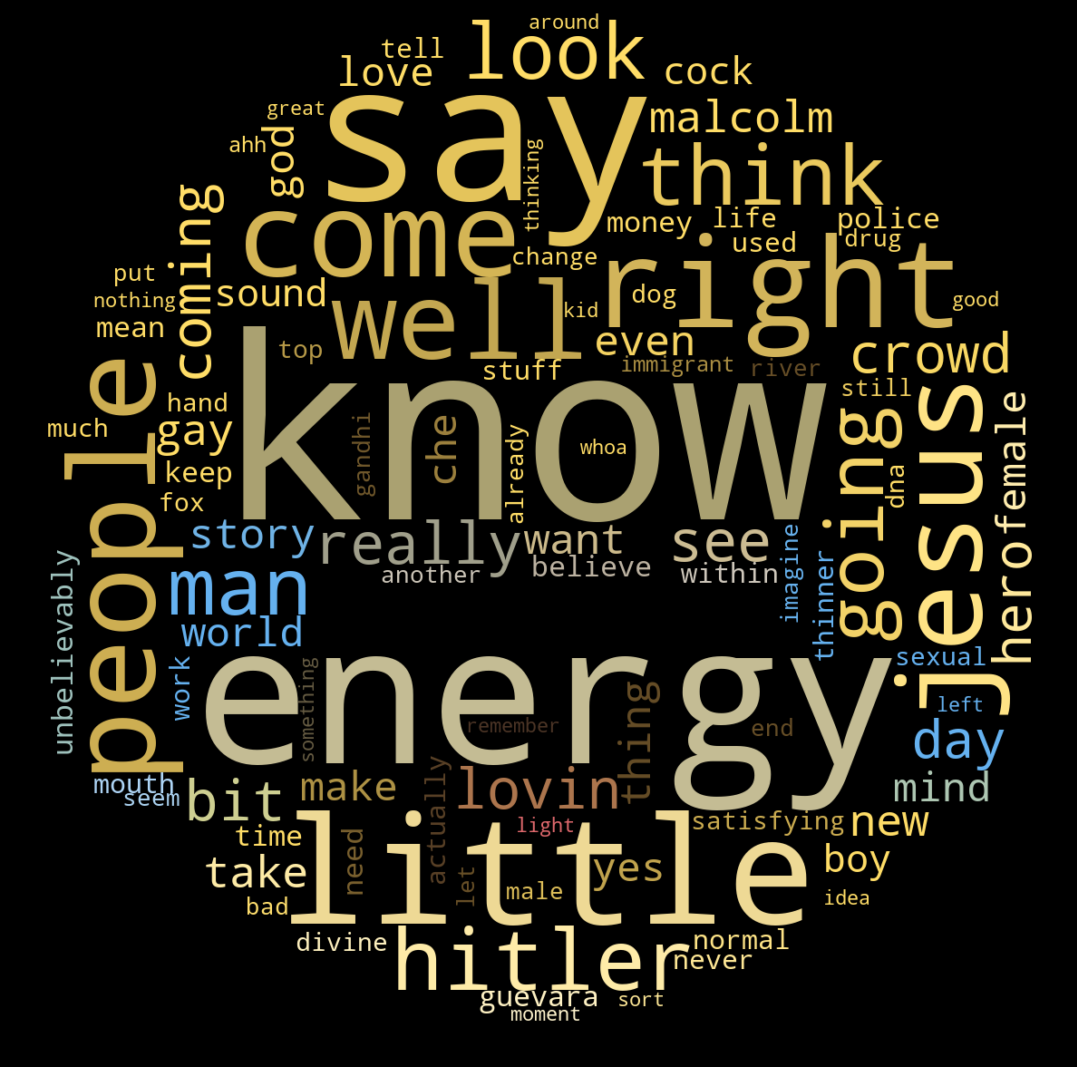 around
look
tell
love
cock
say
great
malcolm
ahh
god
think
thinking
coming
come
money
life
police
used
drug
change
right
put
nothing
sound
mean
well
kid
dog
good
even
top
stuff
immigrant
river
crowd
people
know
still
hand
much
gay
gandhi
che
already
whoa
going
jesus
herofemale
keep
fox
dna
story
really
want
see
another
believe
within
imagine
thinner
man
world
unbelievably
work
energy
sexual
something
remember
thing
end
left
day
mouth
seem
bit
make
actually
lovin
mind
light
satisfying
new
time
need
little
take
let
male
yes
boy
bad
idea
divine
hitler
normal
never
guevara
sort
moment